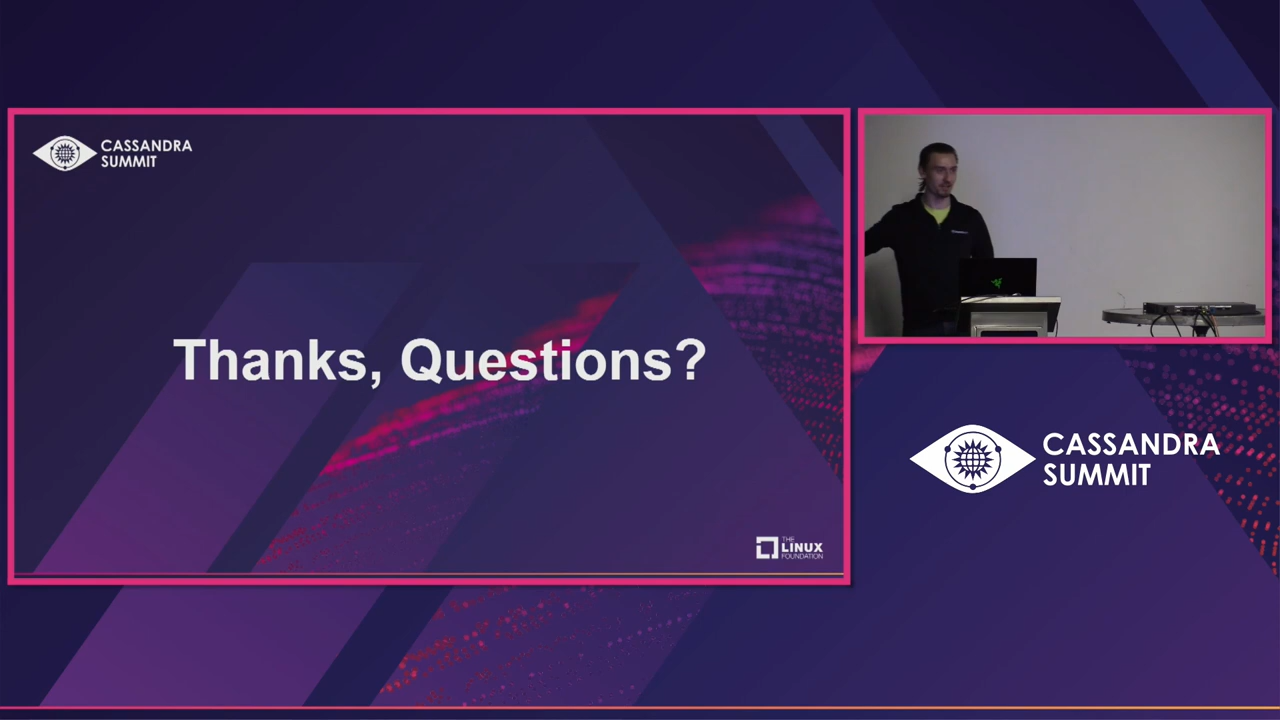 CASSANDRA
SUMMIT
Thanks, Questions?
THE
LINUX
FOUNDATION
CASSANDRA
SUMMIT